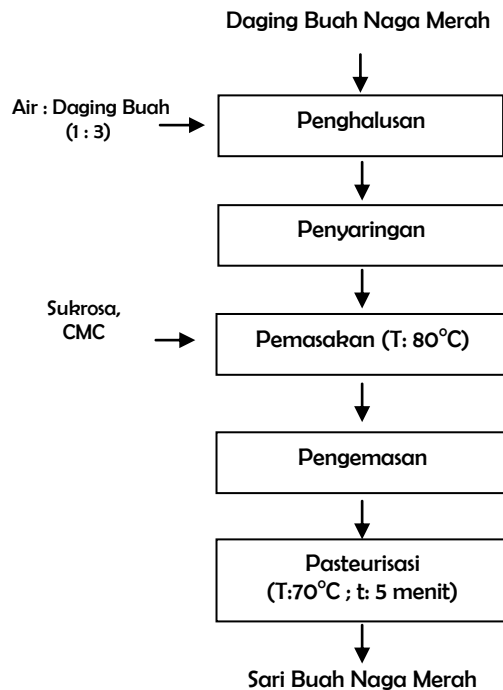 Daging Buah Naga Merah
Air : Daging Buah
(1 : 3)
Penghalusan
Penyaringan
Sukrosa,
CMC
Pemasakan (T: 80°C)
Pengemasan
Pasteurisasi
(T:70°C ; t: 5 menit)
Sari Buah Naga Merah